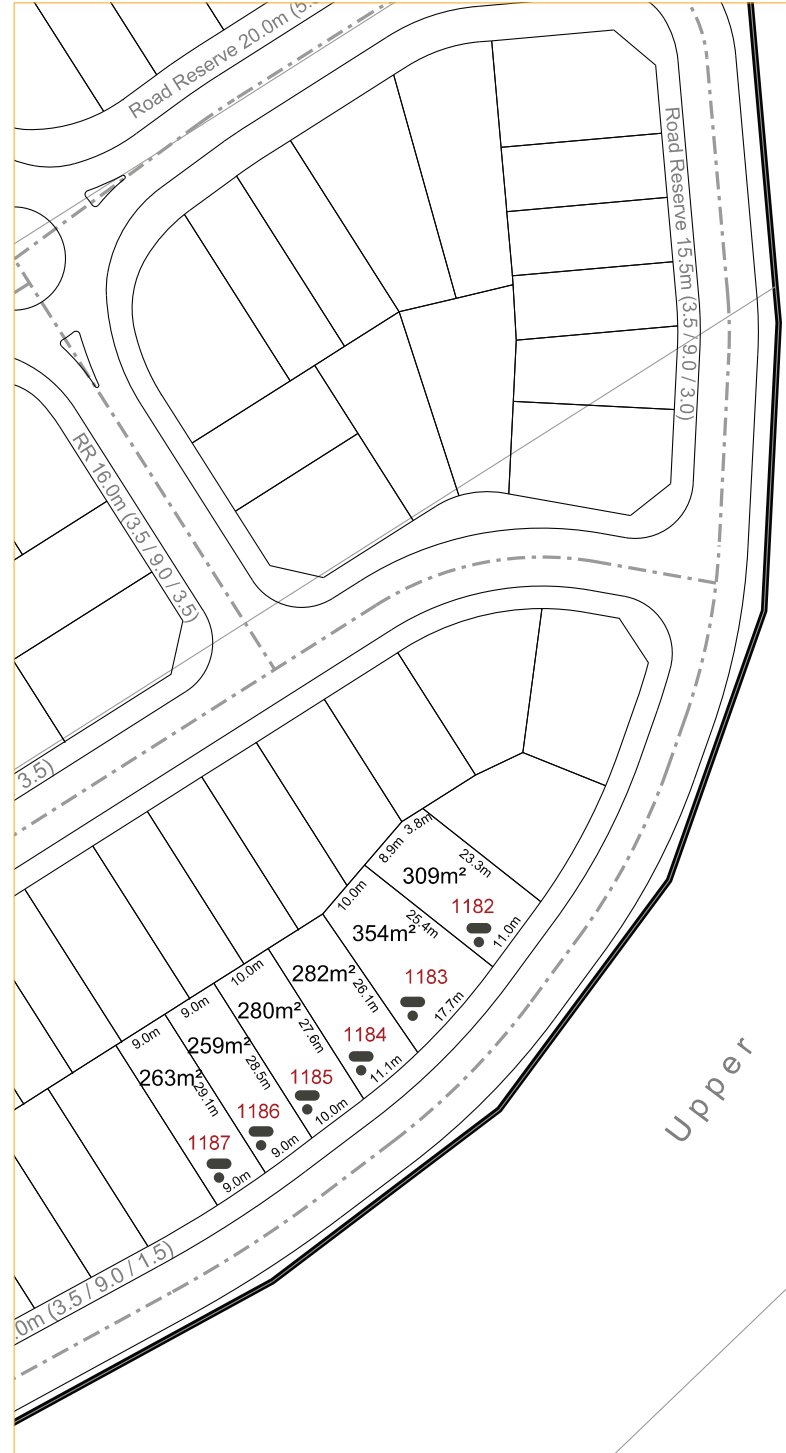 Road Reserve 20.0m (5.
Road Reserve 15.5m (3.5 / 9.0 / 3.0)
RR 16.0m (3.5 / 9.0 / 3.5)
3.5)
8.9m
3.8m
23.3m
309m²
1182
11.0m
10.0m
25.4m
354m²
1183
17.7m
10.0m
282m²
26.1m
1184
11.1m
9.0m
280m²
27.6m
1185
10.0m
9.0m
259m²
28.5m
1186
9.0m
263m²
29.1m
1187
9.0m
.0m (3.5 / 9.0 / 1.5)
Upper